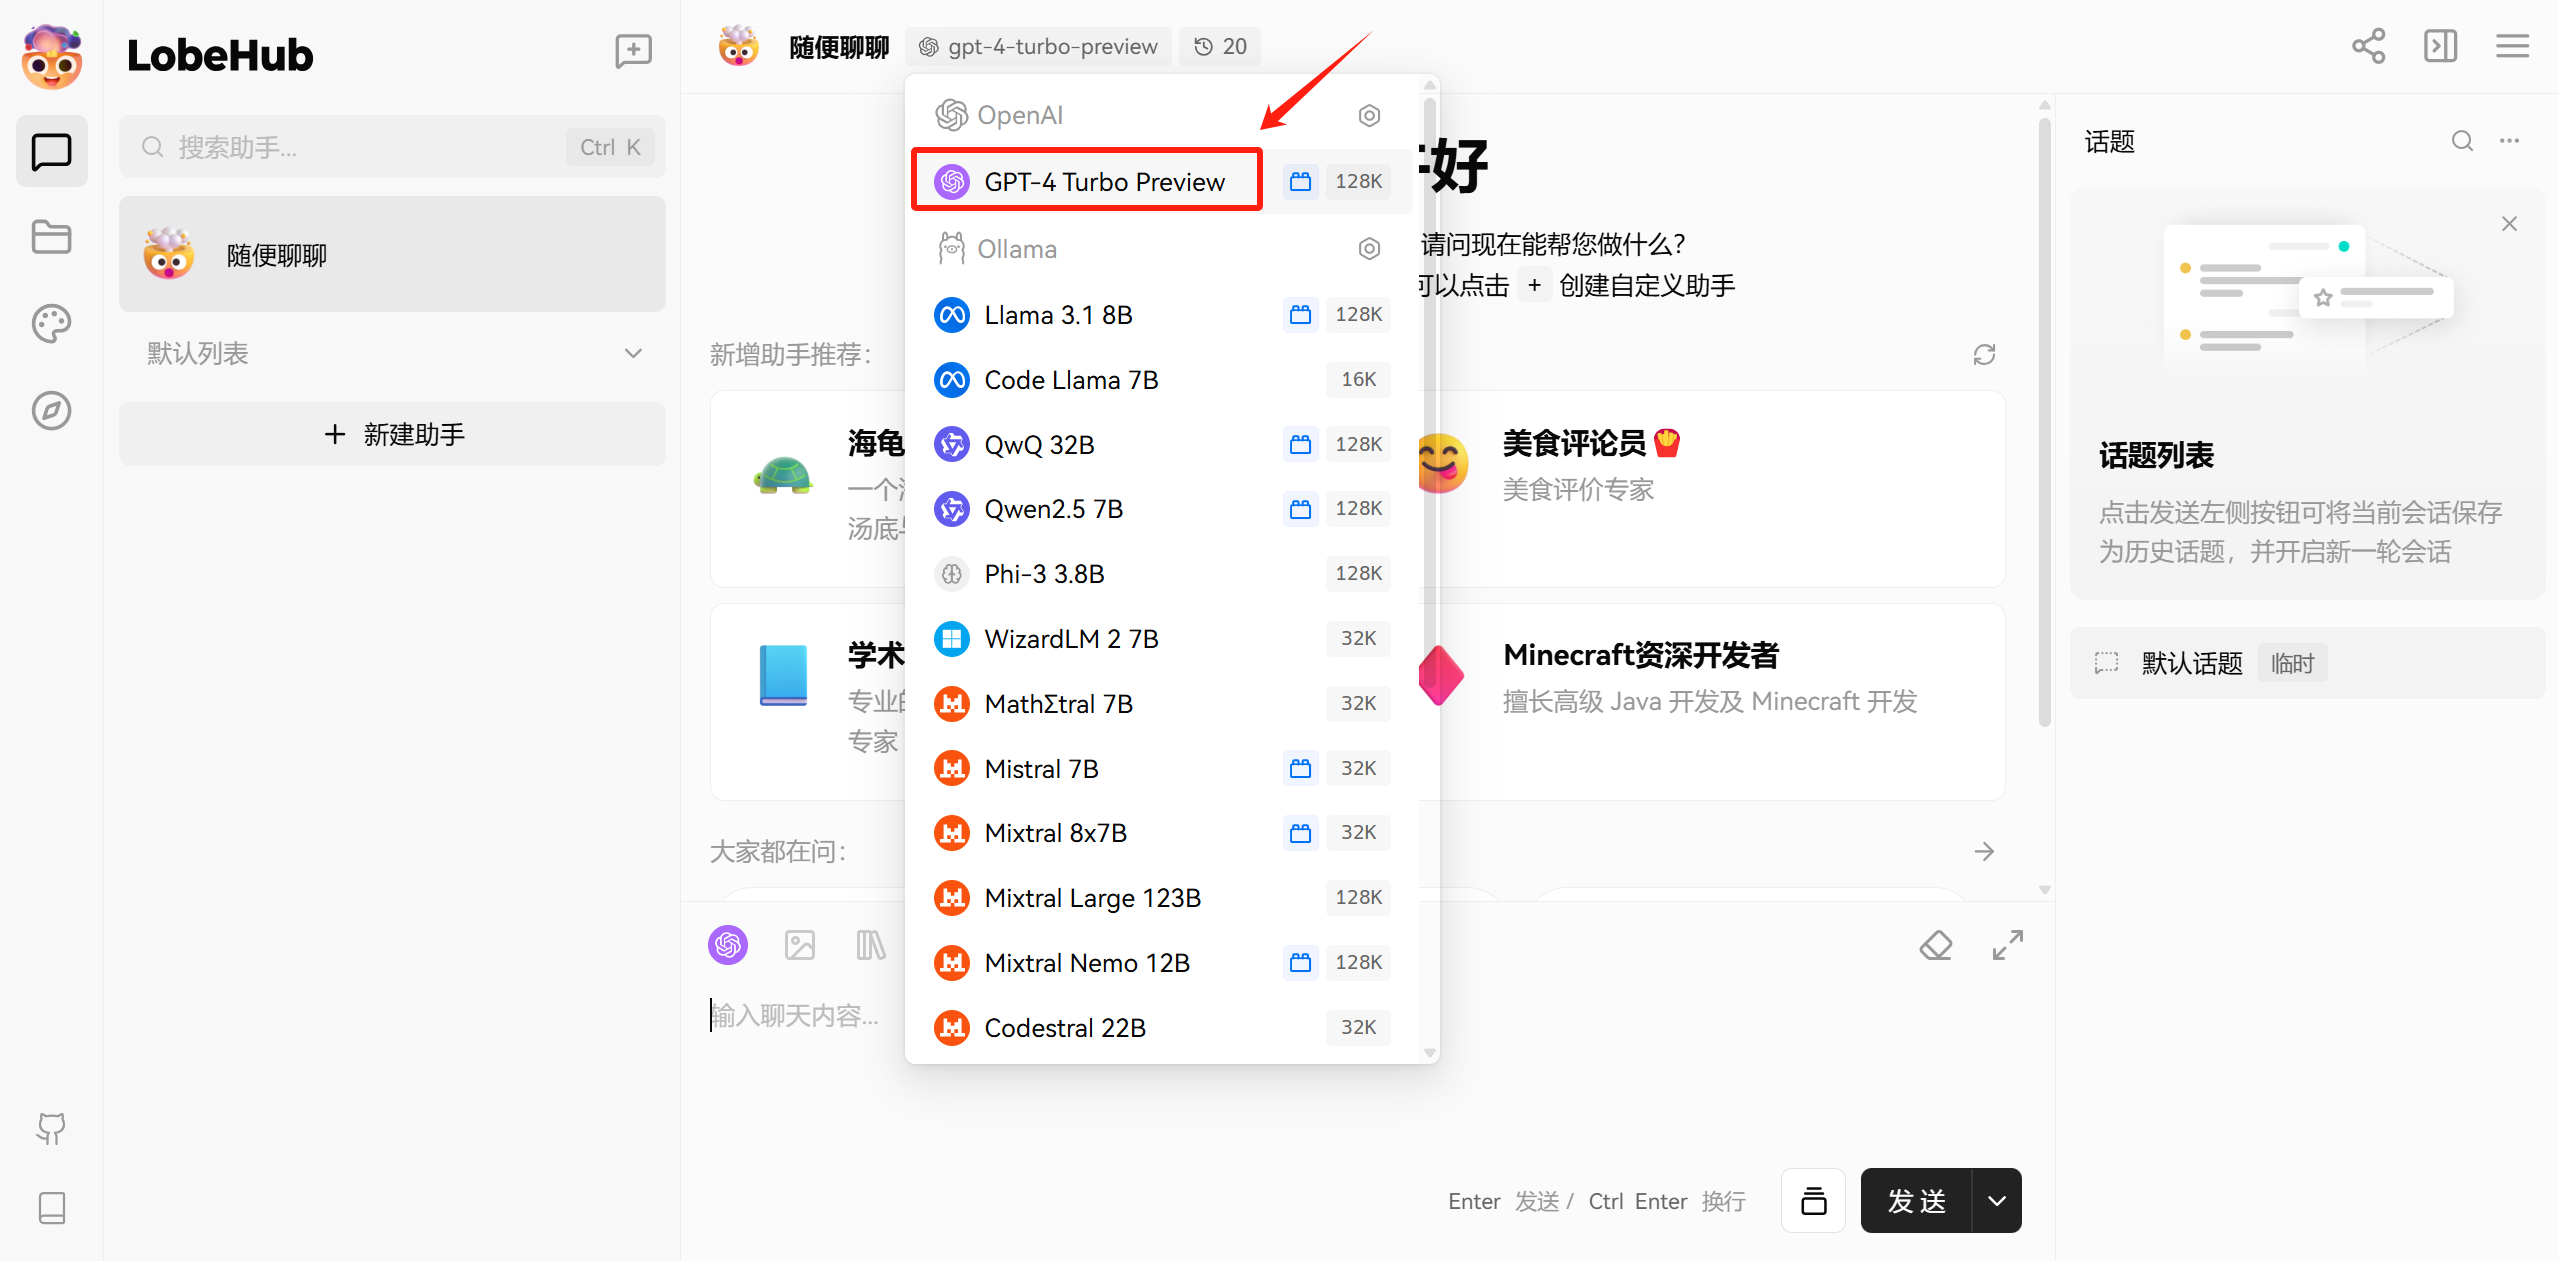 LobeHub
搜索助手...
Ctrl K
随便聊聊
默认列表
新建助手
随便聊聊
gpt-4-turbo-preview
20
OpenAI
GPT-4 Turbo Preview
128K
Ollama
Llama 3.1 8B
128K
Code Llama 7B
16K
QwQ 32B
128K
Qwen2.5 7B
128K
Phi-3 3.8B
128K
WizardLM 2 7B
32K
MathΣtral 7B
32K
Mistral 7B
32K
Mixtral 8x7B
32K
Mixtral Large 123B
128K
Mixtral Nemo 12B
128K
Codestral 22B
32K
好
请问现在能帮您做什么？
可以点击 + 创建自定义助手
新增助手推荐：
海龟
一个
汤底
美食评论员
美食评价专家
学术
专业
专家
Minecraft资深开发者
擅长高级 Java 开发及 Minecraft 开发
大家都在问：
输入聊天内容...
Enter 发送 / Ctrl Enter 换行
发送
话题
话题列表
点击发送左侧按钮可将当前会话保存
为历史话题，并开启新一轮会话
默认话题
临时